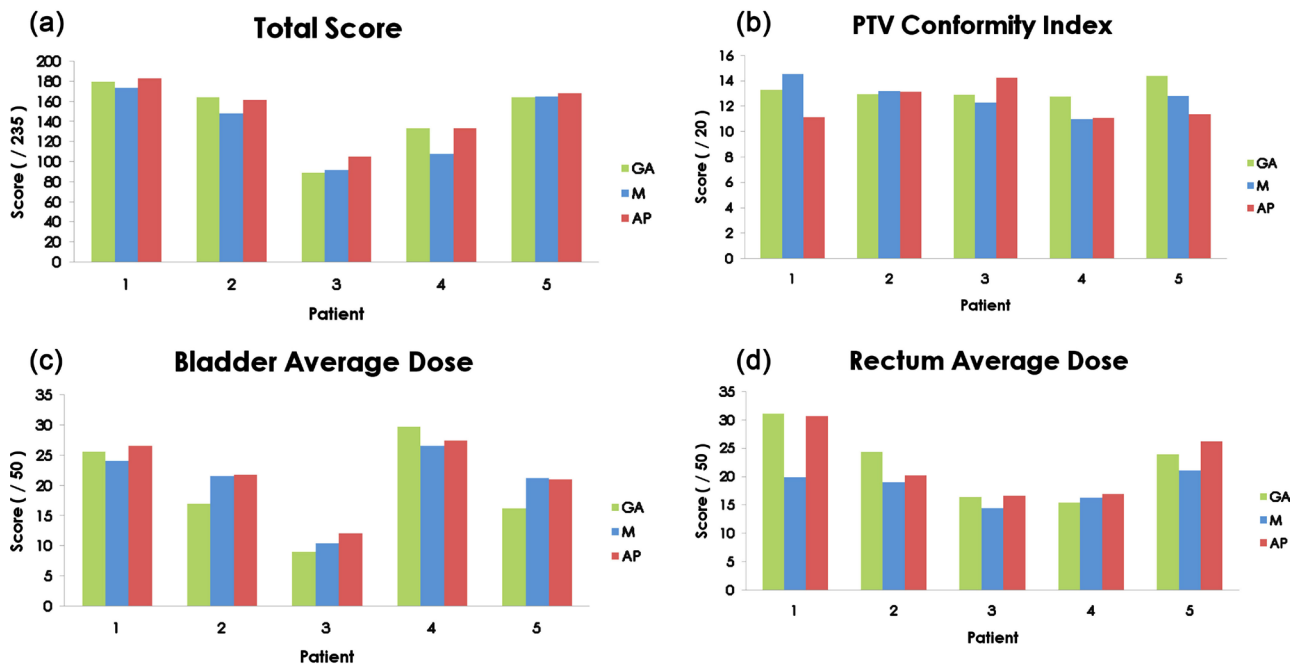 (a)
Total Score
Score ( / 235)
200
180
160
140
120
100
80
60
40
20
0
1 2 3 4 5
Patient
GA
M
AP
(b)
PTV Conformity Index
Score ( / 20)
16
14
12
10
8
6
4
2
0
1 2 3 4 5
Patient
GA
M
AP
(c)
Bladder Average Dose
Score ( / 50)
35
30
25
20
15
10
5
0
1 2 3 4 5
Patient
GA
M
AP
(d)
Rectum Average Dose
Score ( / 50)
35
30
25
20
15
10
5
0
1 2 3 4 5
Patient
GA
M
AP